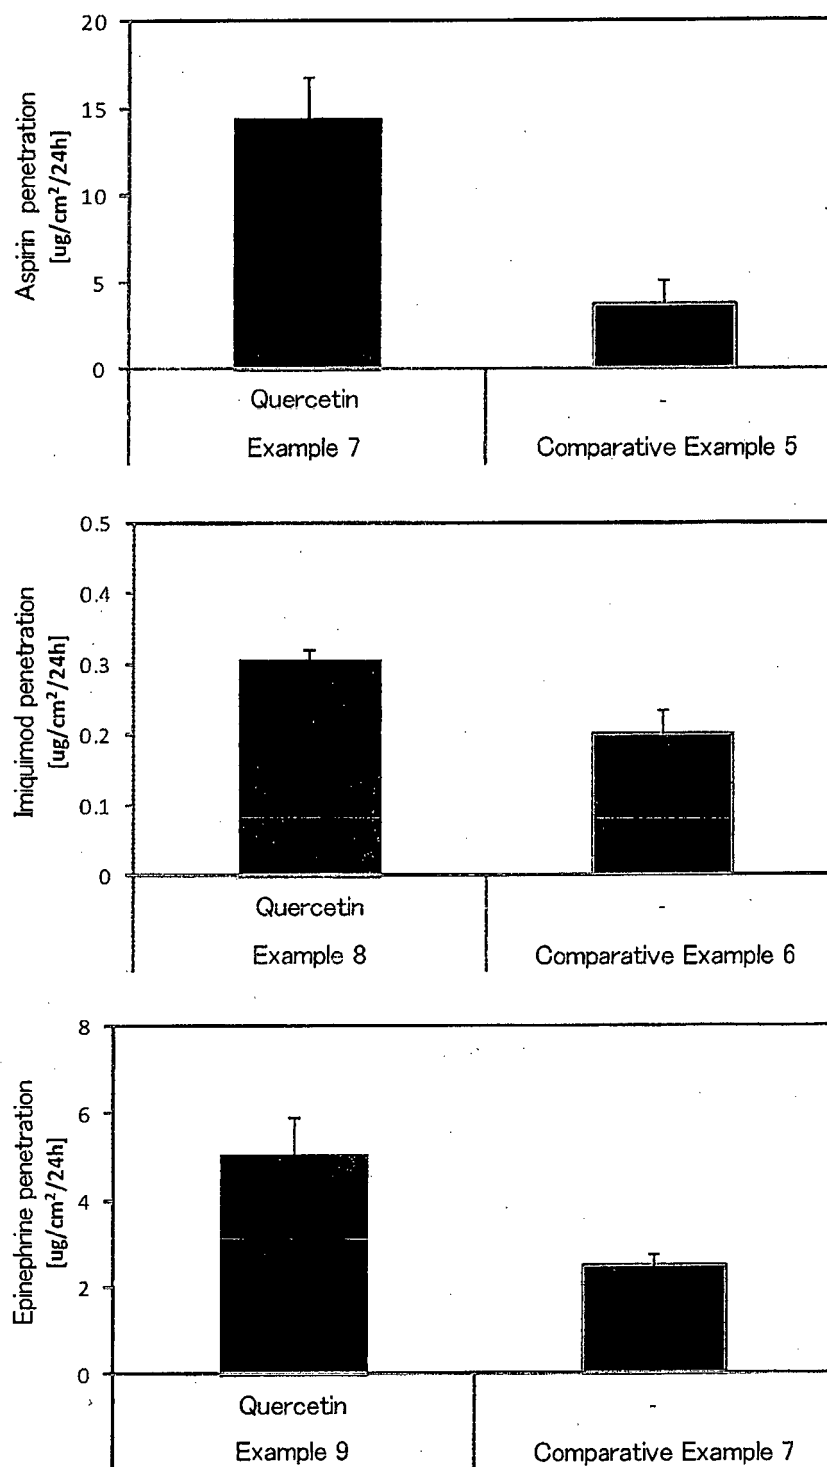 20
15
10
5
0
Aspirin penetration
[ug/cm²/24h]
Quercetin -
Example 7 Comparative Example 5
0.5
0.4
0.3
0.2
0.1
0
Imiquimod penetration
[ug/cm²/24h]
Quercetin -
Example 8 Comparative Example 6
8
6
4
2
0
Epinephrine penetration
[ug/cm²/24h]
Quercetin -
Example 9 Comparative Example 7